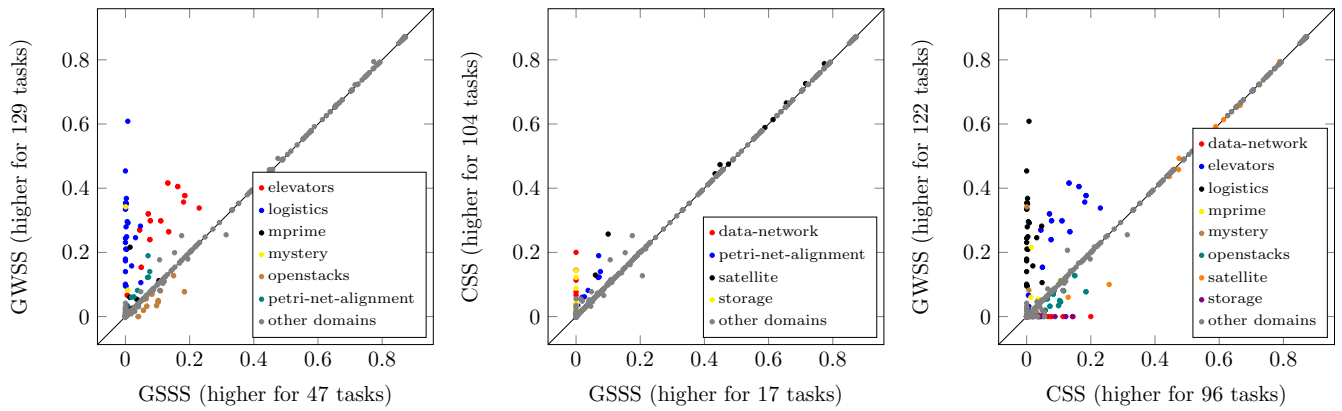 GWSS (higher for 129 tasks)
0.8
0.6
0.4
0.2
0
0
0.2
0.4
0.6
0.8
GSSS (higher for 47 tasks)
elevators
logistics
mprime
mystery
openstacks
petri-net-alignment
other domains
CSS (higher for 104 tasks)
0.8
0.6
0.4
0.2
0
0
0.2
0.4
0.6
0.8
GSSS (higher for 17 tasks)
data-network
petri-net-alignment
satellite
storage
other domains
GWSS (higher for 122 tasks)
0.8
0.6
0.4
0.2
0
0
0.2
0.4
0.6
0.8
CSS (higher for 96 tasks)
data-network
elevators
logistics
mprime
mystery
openstacks
satellite
storage
other domains